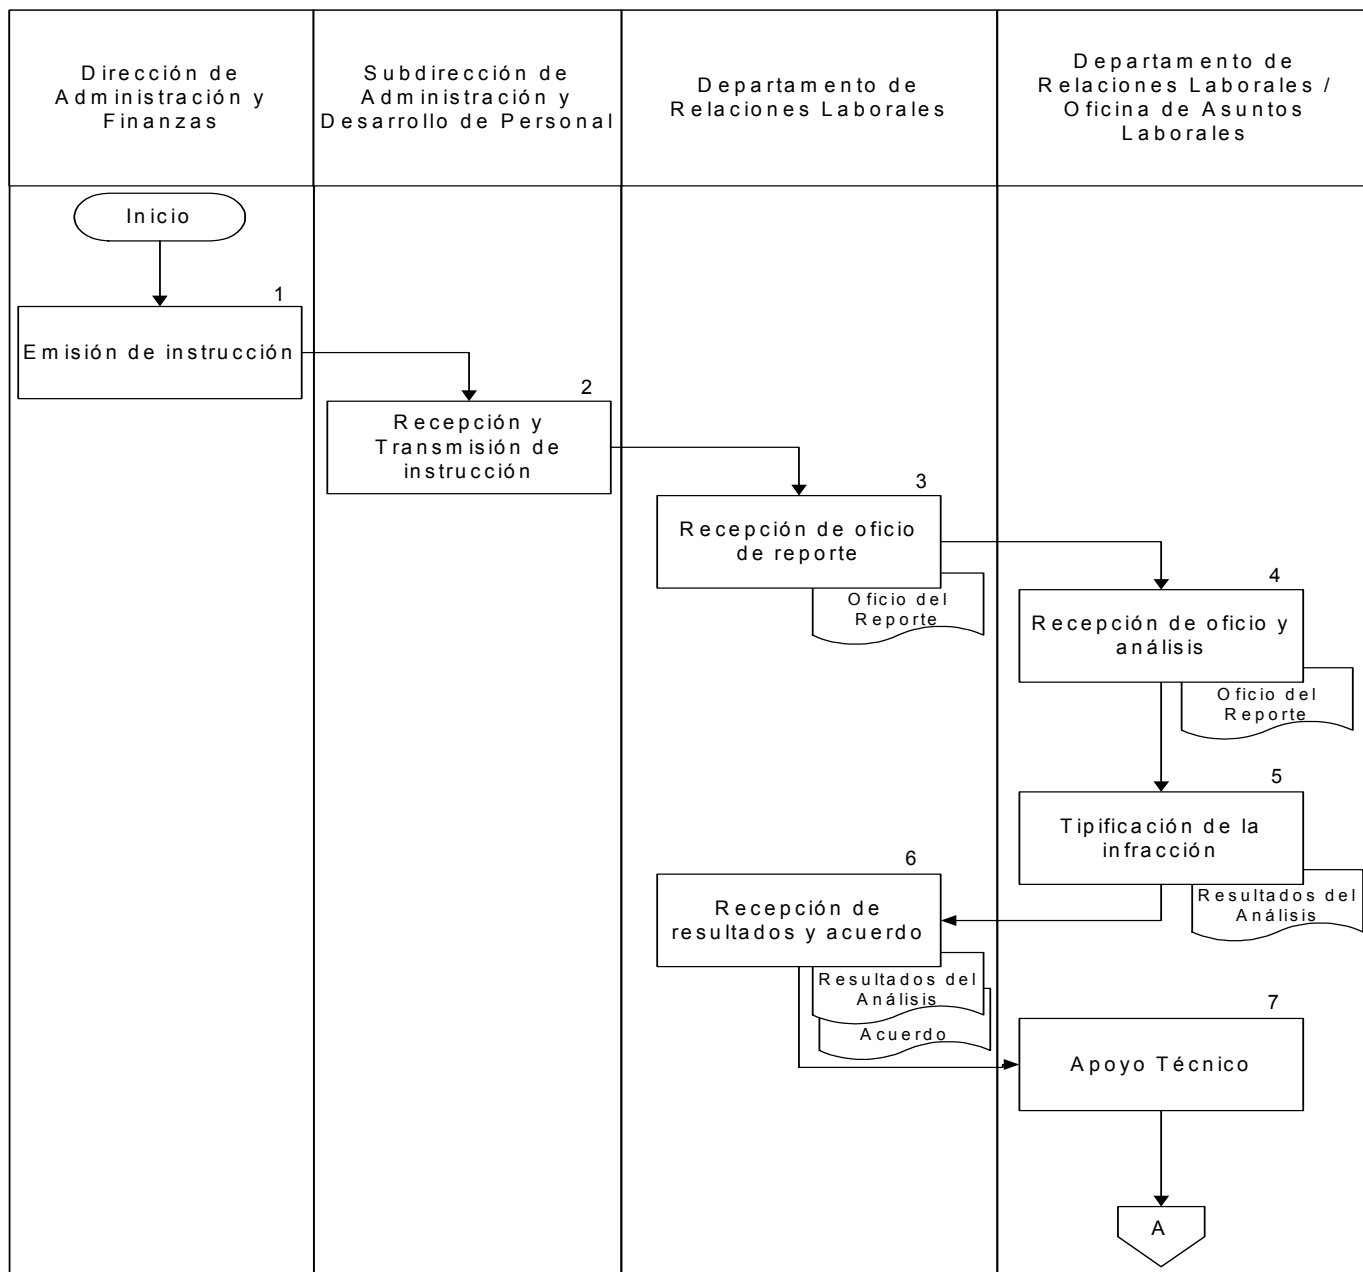 Dirección de
Administración y
Finanzas
Subdirección de
Administración y
Desarrollo de Personal
Departamento de
Relaciones Laborales
Departamento de
Relaciones Laborales /
Oficina de Asuntos
Laborales
Inicio
1
Emisión de instrucción
2
Recepción y
Transmisión de
instrucción
3
Recepción de oficio
de reporte
Oficio del
Reporte
4
Recepción de oficio y
análisis
Oficio del
Reporte
5
Tipificación de la
infracción
Resultados del
Análisis
6
Recepción de
resultados y acuerdo
Resultados del
Análisis
Acuerdo
7
Apoyo Técnico
A